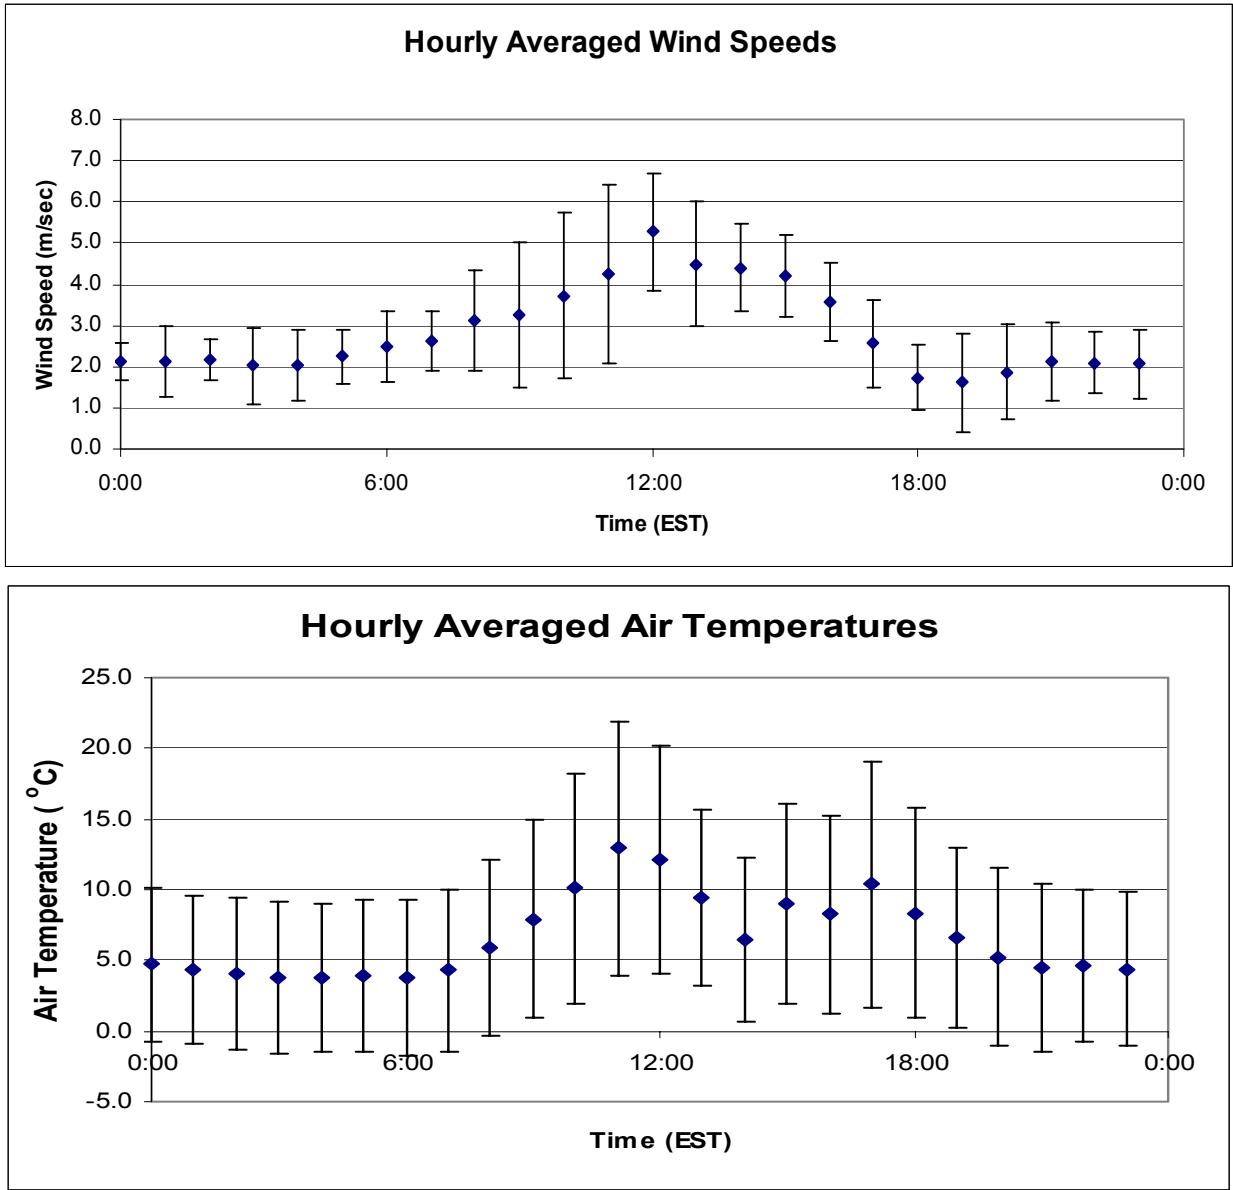 Hourly Averaged Wind Speeds
8.0
7.0
6.0
5.0
4.0
3.0
2.0
1.0
0.0
Wind Speed (m/sec)
0:00 6:00 12:00 18:00 0:00
Time (EST)
Hourly Averaged Air Temperatures
25.0
20.0
15.0
10.0
5.0
0.0
-5.0
Air Temperature ( °C)
0:00 6:00 12:00 18:00 0:00
Time (EST)